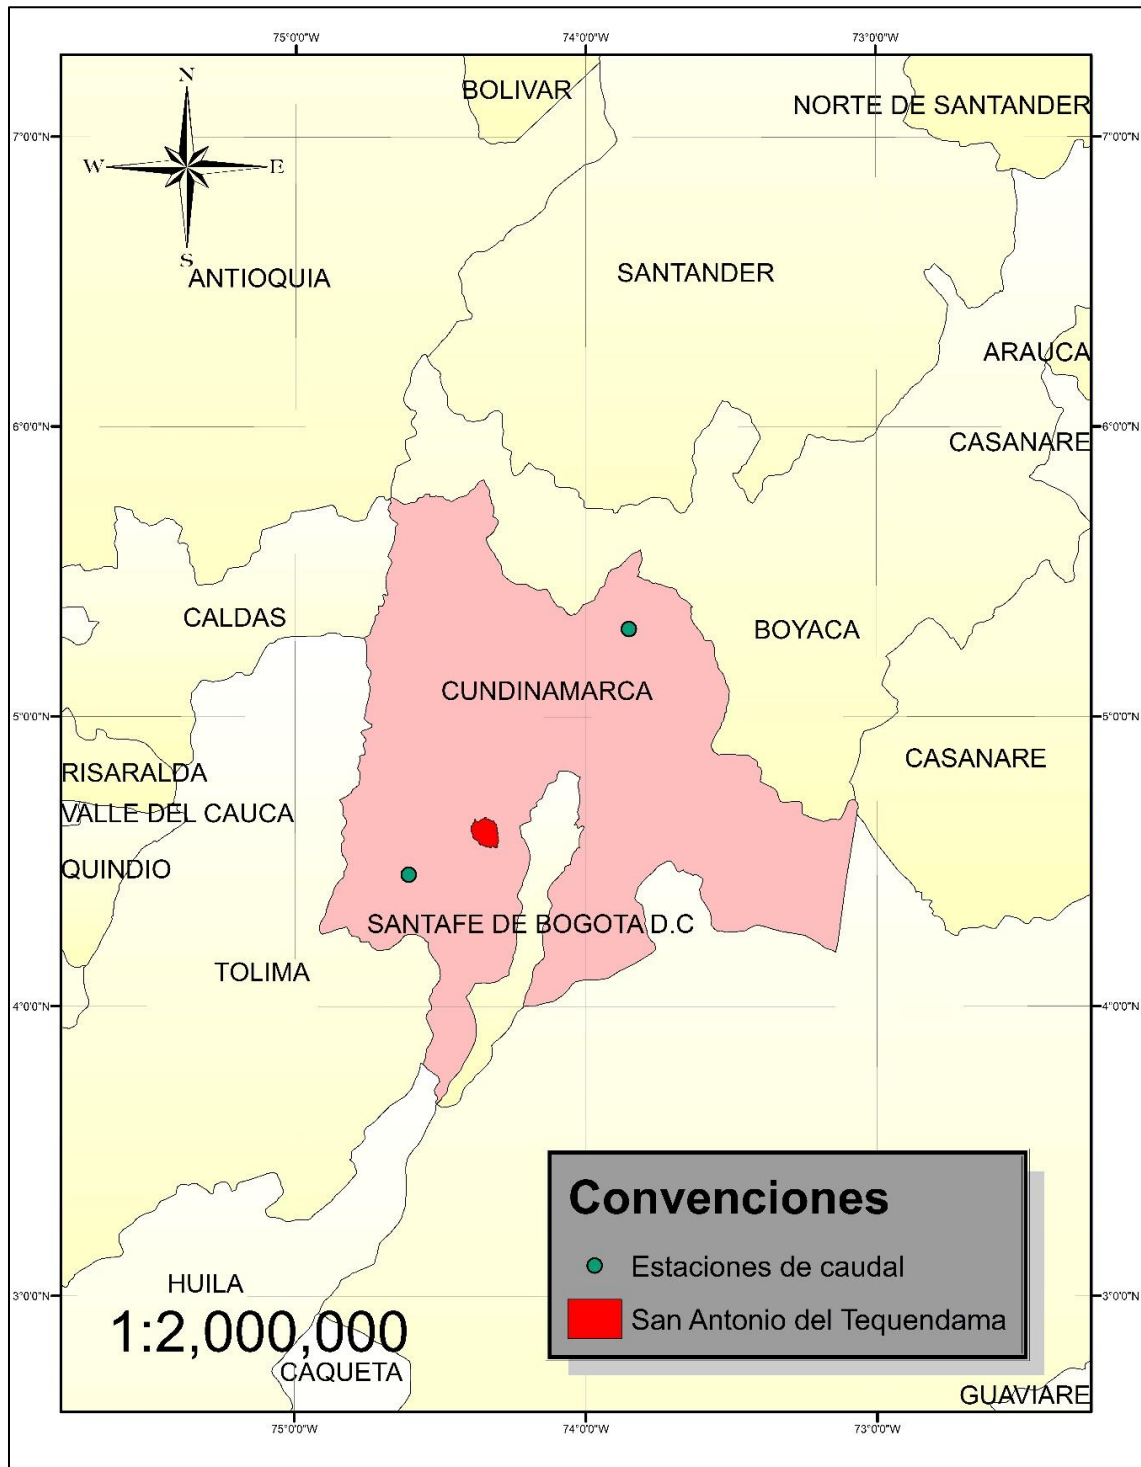 75°0'0"W 74°0'0"W 73°0'0"W
N
BOLIVAR
NORTE DE SANTANDER
7°0'0"N 7°0'0"N
W E
S
ANTIOQUIA
SANTANDER
ARAUCA
6°0'0"N 6°0'0"N
CASANARE
CALDAS
BOYACA
CUNDINAMARCA
5°0'0"N 5°0'0"N
CASANARE
RISARALDA
VALLE DEL CAUCA
QUINDIO
SANTAFE DE BOGOTA D.C
TOLIMA
4°0'0"N 4°0'0"N
Convenciones
Estaciones de caudal
San Antonio del Tequendama
HUILA
3°0'0"N 3°0'0"N
1:2,000,000
CAQUETA
GUAVIARE
75°0'0"W 74°0'0"W 73°0'0"W